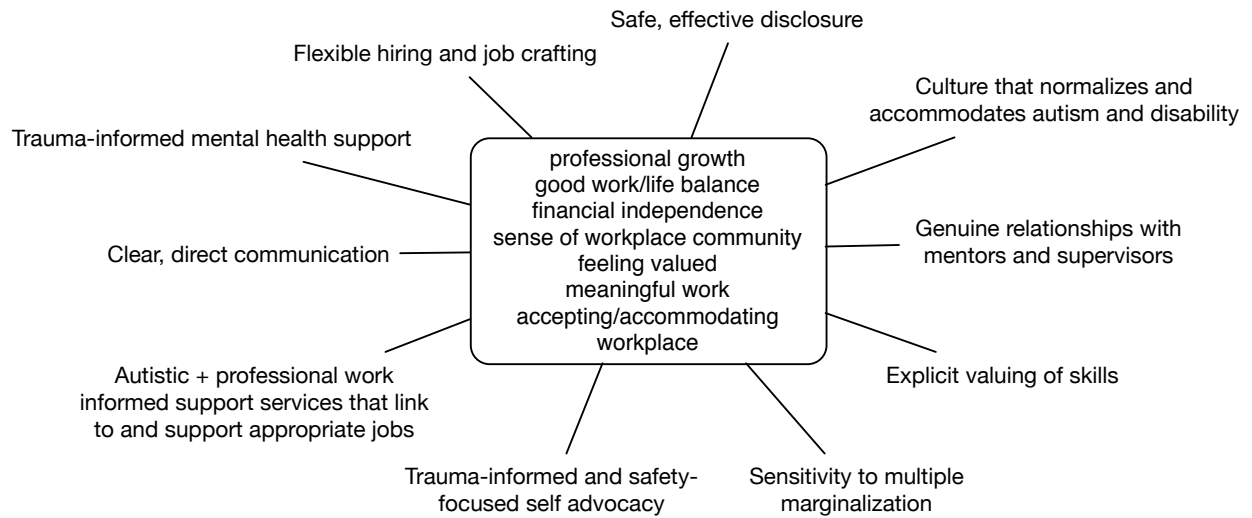 Safe, effective disclosure
Flexible hiring and job crafting
Culture that normalizes and
accommodates autism and disability
Trauma-informed mental health support
professional growth
good work/life balance
financial independence
sense of workplace community
feeling valued
meaningful work
accepting/accommodating
workplace
Genuine relationships with
mentors and supervisors
Clear, direct communication
Explicit valuing of skills
Autistic + professional work
informed support services that link
to and support appropriate jobs
Trauma-informed and safety-
focused self advocacy
Sensitivity to multiple
marginalization